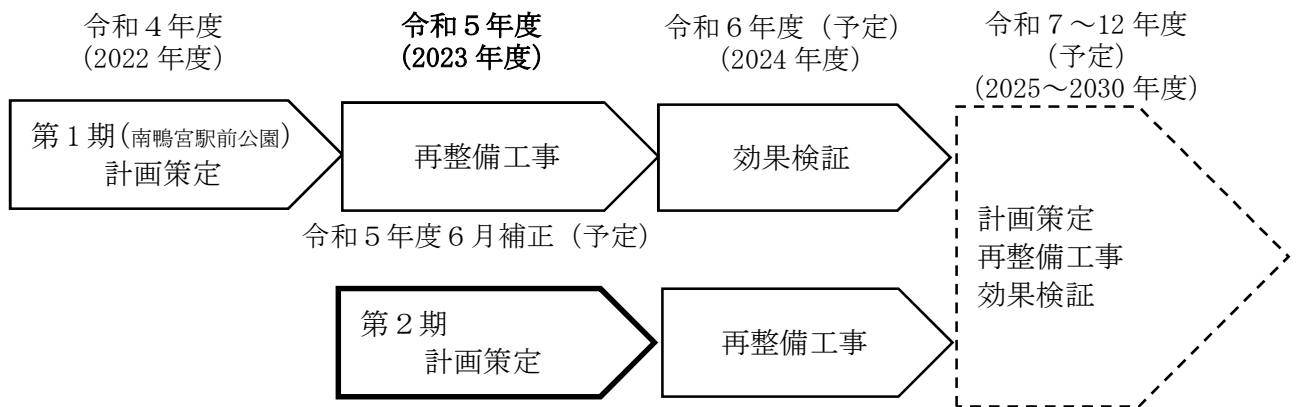 令和４年度
(2022 年度)
令和５年度
(2023 年度)
令和６年度（予定）
(2024 年度)
令和７～12 年度
(予定)
(2025～2030 年度)
第１期(南鴨宮駅前公園)
計画策定
再整備工事
効果検証
令和５年度６月補正（予定）
第２期
計画策定
再整備工事
計画策定
再整備工事
効果検証